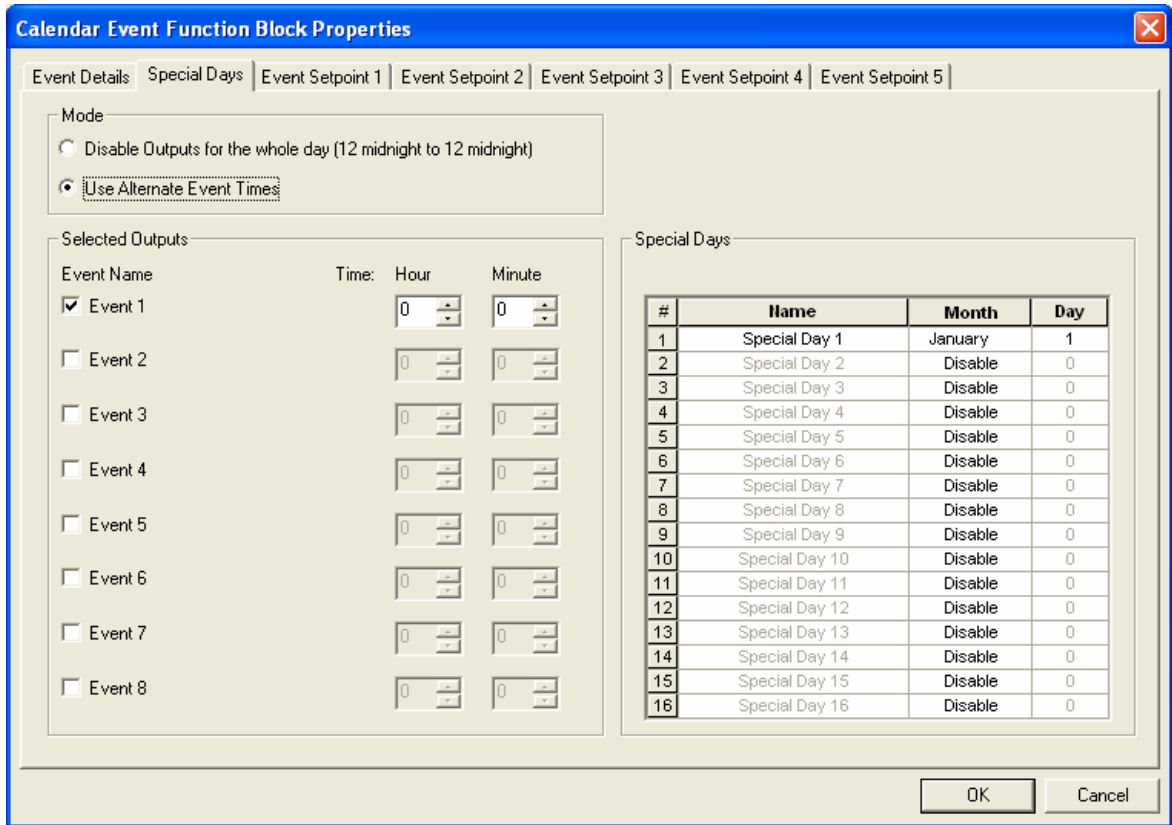 Calendar Event Function Block Properties
Event Details Special Days Event Setpoint 1 Event Setpoint 2 Event Setpoint 3 Event Setpoint 4 Event Setpoint 5
Mode
Disable Outputs for the whole day (12 midnight to 12 midnight)
Use Alternate Event Times
Selected Outputs
Event Name Time: Hour Minute
Event 1 0 0
Event 2 0 0
Event 3 0 0
Event 4 0 0
Event 5 0 0
Event 6 0 0
Event 7 0 0
Event 8 0 0
Special Days
# Name Month Day
1 Special Day 1 January 1
2 Special Day 2 Disable 0
3 Special Day 3 Disable 0
4 Special Day 4 Disable 0
5 Special Day 5 Disable 0
6 Special Day 6 Disable 0
7 Special Day 7 Disable 0
8 Special Day 8 Disable 0
9 Special Day 9 Disable 0
10 Special Day 10 Disable 0
11 Special Day 11 Disable 0
12 Special Day 12 Disable 0
13 Special Day 13 Disable 0
14 Special Day 14 Disable 0
15 Special Day 15 Disable 0
16 Special Day 16 Disable 0
OK Cancel